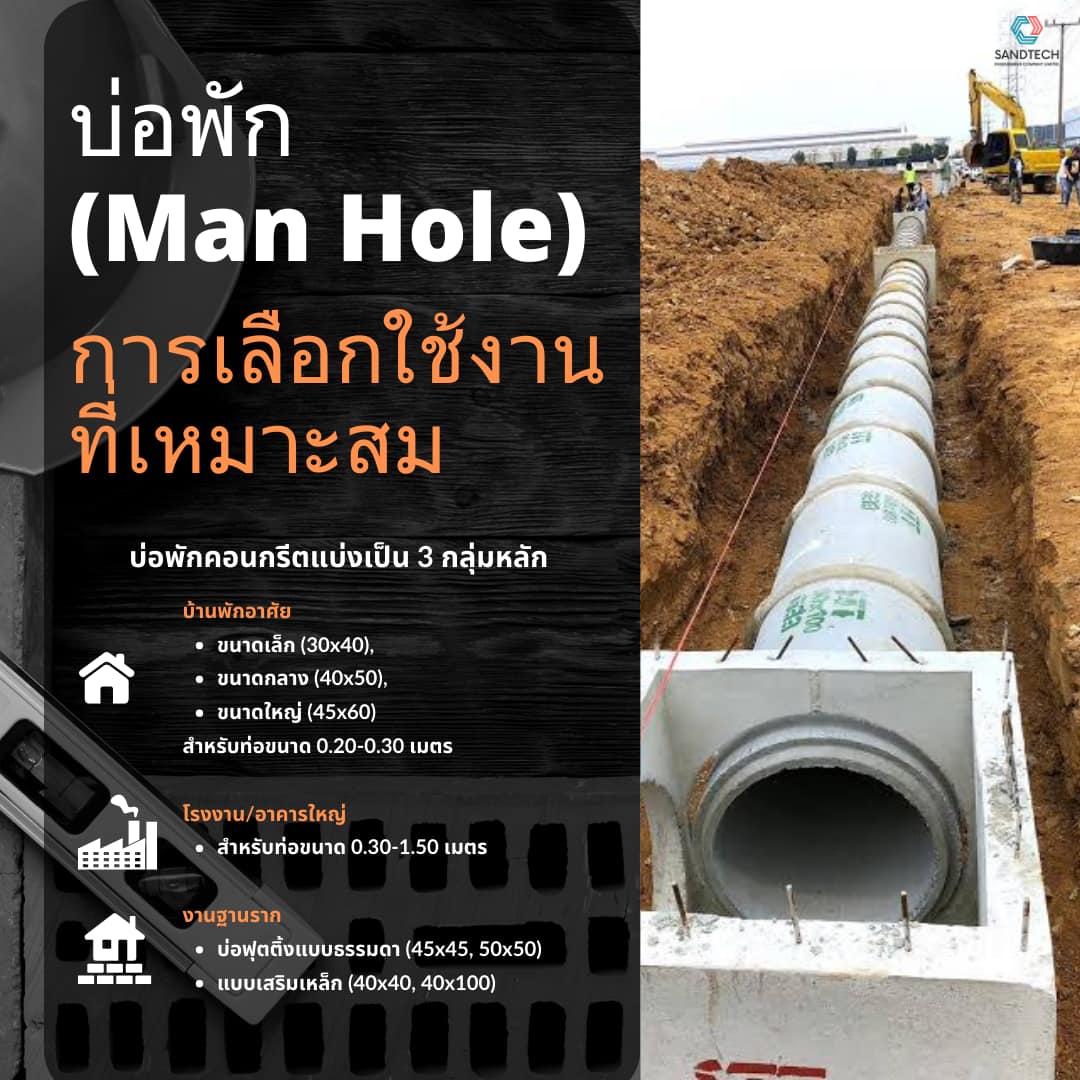 บ่อพัก
(Man Hole)
การเลือกใช้งาน
ที่เหมาะสม
บ่อพักคอนกรีตแบ่งเป็น 3 กลุ่มหลัก
บ้านพักอาศัย
• ขนาดเล็ก (30x40),
• ขนาดกลาง (40x50),
• ขนาดใหญ่ (45x60)
สำหรับท่อขนาด 0.20-0.30 เมตร
โรงงาน/อาคารใหญ่
• สำหรับท่อขนาด 0.30-1.50 เมตร
งานฐานราก
• บ่อฟุตติ้งแบบธรรมดา (45x45, 50x50)
• แบบเสริมเหล็ก (40x40, 40x100)
SANDTECH